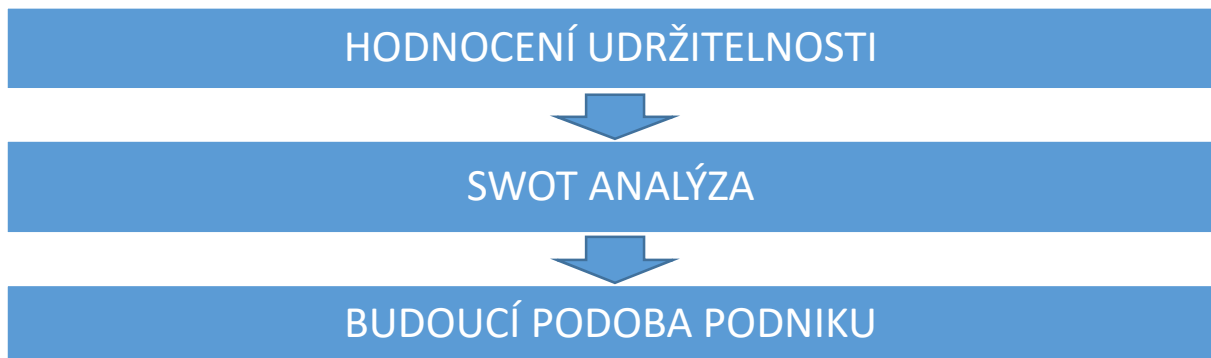 HODNOCENÍ UDRŽITELNOSTI
SWOT ANALÝZA
BUDOUCÍ PODOBA PODNIKU